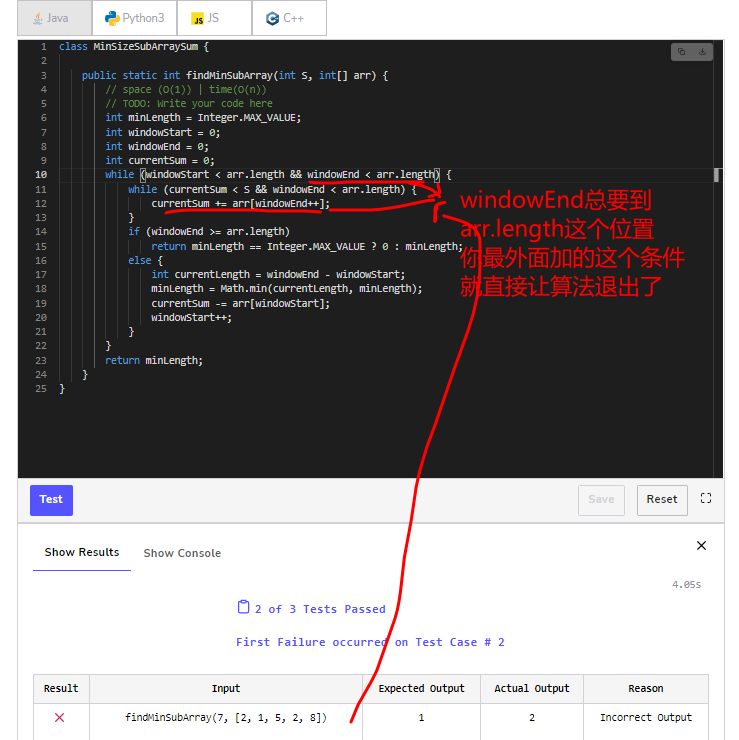 Java
Python3
JS
C++
1 class MinSizeSubArraySum {
2
3 public static int findMinSubArray(int S, int[] arr) {
4 // space (O(1)) | time(O(n))
5 // TODO: Write your code here
6 int minLength = Integer.MAX_VALUE;
7 int windowStart = 0;
8 int windowEnd = 0;
9 int currentSum = 0;
10 while (windowStart < arr.length && windowEnd < arr.length) {
11 while (currentSum < S && windowEnd < arr.length) {
12 currentSum += arr[windowEnd++];
13 }
14 if (windowEnd >= arr.length)
15 return minLength == Integer.MAX_VALUE ? 0 : minLength;
16 else {
17 int currentLength = windowEnd - windowStart;
18 minLength = Math.min(currentLength, minLength);
19 currentSum -= arr[windowStart];
20 windowStart++;
21 }
22 }
23 return minLength;
24 }
25 }
windowEnd总要到
arr.length这个位置
你最外面加的这个条件
就直接让算法退出了
Test
Save
Reset
Show Results
Show Console
4.05s
2 of 3 Tests Passed
First Failure occurred on Test Case # 2
Result Input Expected Output Actual Output Reason
findMinSubArray(7, [2, 1, 5, 2, 8]) 1 2 Incorrect Output